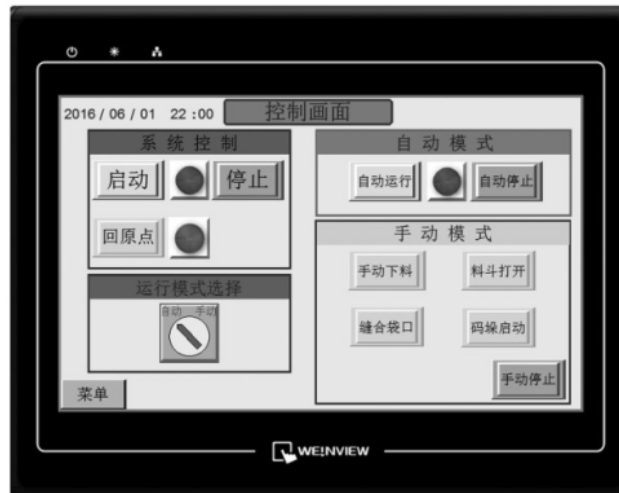 2016 / 06 / 01 22 : 00 控制画面
系统控制
启动 停止
回原点
运行模式选择
自动 手动
菜单
自动模式
自动运行 自动停止
手动模式
手动下料 料斗打开
缝合袋口 码垛启动
手动停止
WE!NVIEW